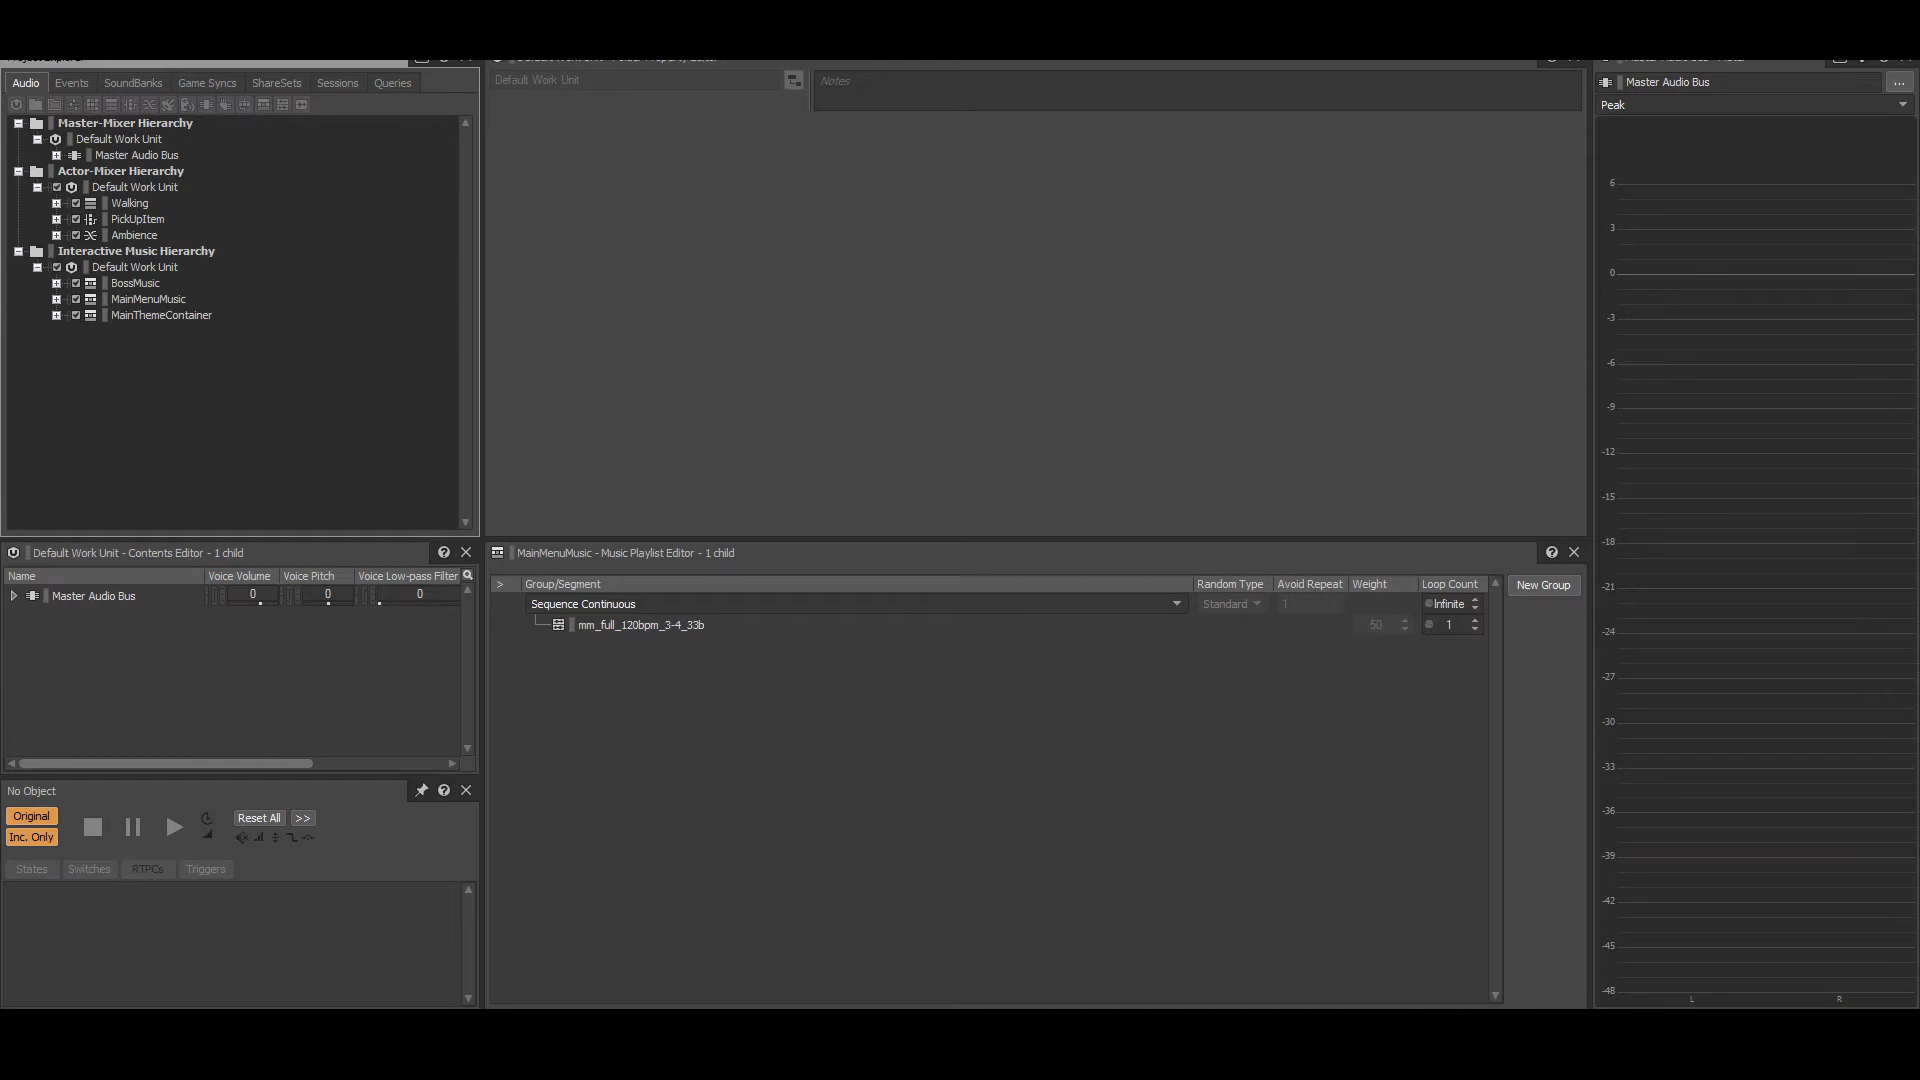 Audio Events SoundBanks Game Syncs ShareSets Sessions Queries
Master-Mixer Hierarchy
Default Work Unit
Master Audio Bus
Actor-Mixer Hierarchy
Default Work Unit
Walking
PickUpItem
Ambience
Interactive Music Hierarchy
Default Work Unit
BossMusic
MainMenuMusic
MainThemeContainer
Default Work Unit
Notes
Master Audio Bus ...
Peak
6
3
0
-3
-6
-9
-12
-15
-18
-21
-24
-27
-30
-33
-36
-39
-42
-45
-48
L R
Default Work Unit - Contents Editor - 1 child
Name Voice Volume Voice Pitch Voice Low-pass Filter
Master Audio Bus 0 0 0
No Object
Original
Inc. Only
Reset All >>
States Switches RTPCs Triggers
MainMenuMusic - Music Playlist Editor - 1 child
> Group/Segment Random Type Avoid Repeat Weight Loop Count
New Group
Sequence Continuous Standard 1 Infinite
mm_full_120bpm_3-4_33b 50 1